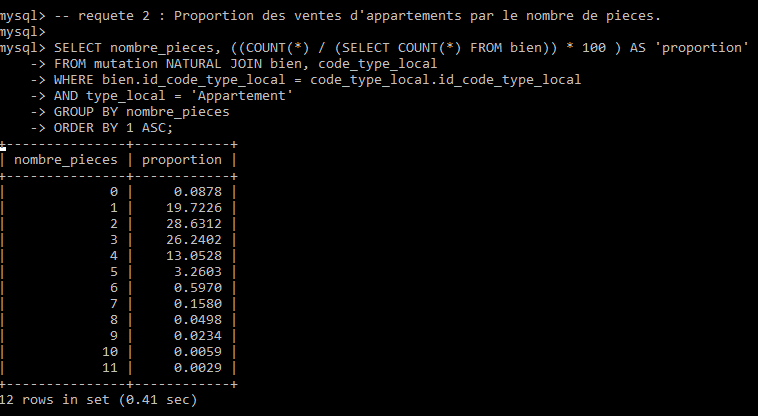 mysql> -- requete 2 : Proportion des ventes d'appartements par le nombre de pieces.
mysql>
mysql> SELECT nombre_pieces, ((COUNT(*) / (SELECT COUNT(*) FROM bien)) * 100 ) AS 'proportion'
    -> FROM mutation NATURAL JOIN bien, code_type_local
    -> WHERE bien.id_code_type_local = code_type_local.id_code_type_local
    -> AND type_local = 'Appartement'
    -> GROUP BY nombre_pieces
    -> ORDER BY 1 ASC;
+---------------+------------+
| nombre_pieces | proportion |
+---------------+------------+
|             0 |     0.0878 |
|             1 |    19.7226 |
|             2 |    28.6312 |
|             3 |    26.2402 |
|             4 |    13.0528 |
|             5 |     3.2603 |
|             6 |     0.5970 |
|             7 |     0.1580 |
|             8 |     0.0498 |
|             9 |     0.0234 |
|            10 |     0.0059 |
|            11 |     0.0029 |
+---------------+------------+
12 rows in set (0.41 sec)